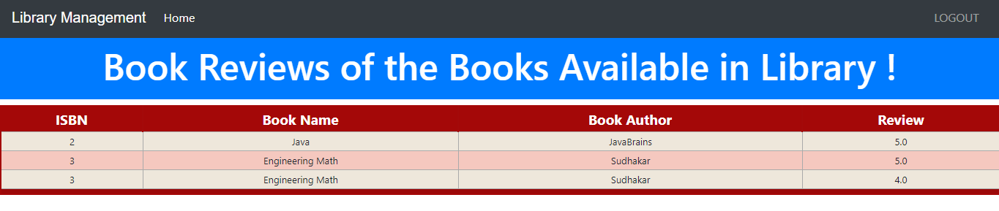 Library Management Home LOGOUT
Book Reviews of the Books Available in Library !
ISBN Book Name Book Author Review
2 Java JavaBrains 5.0
3 Engineering Math Sudhakar 5.0
3 Engineering Math Sudhakar 4.0